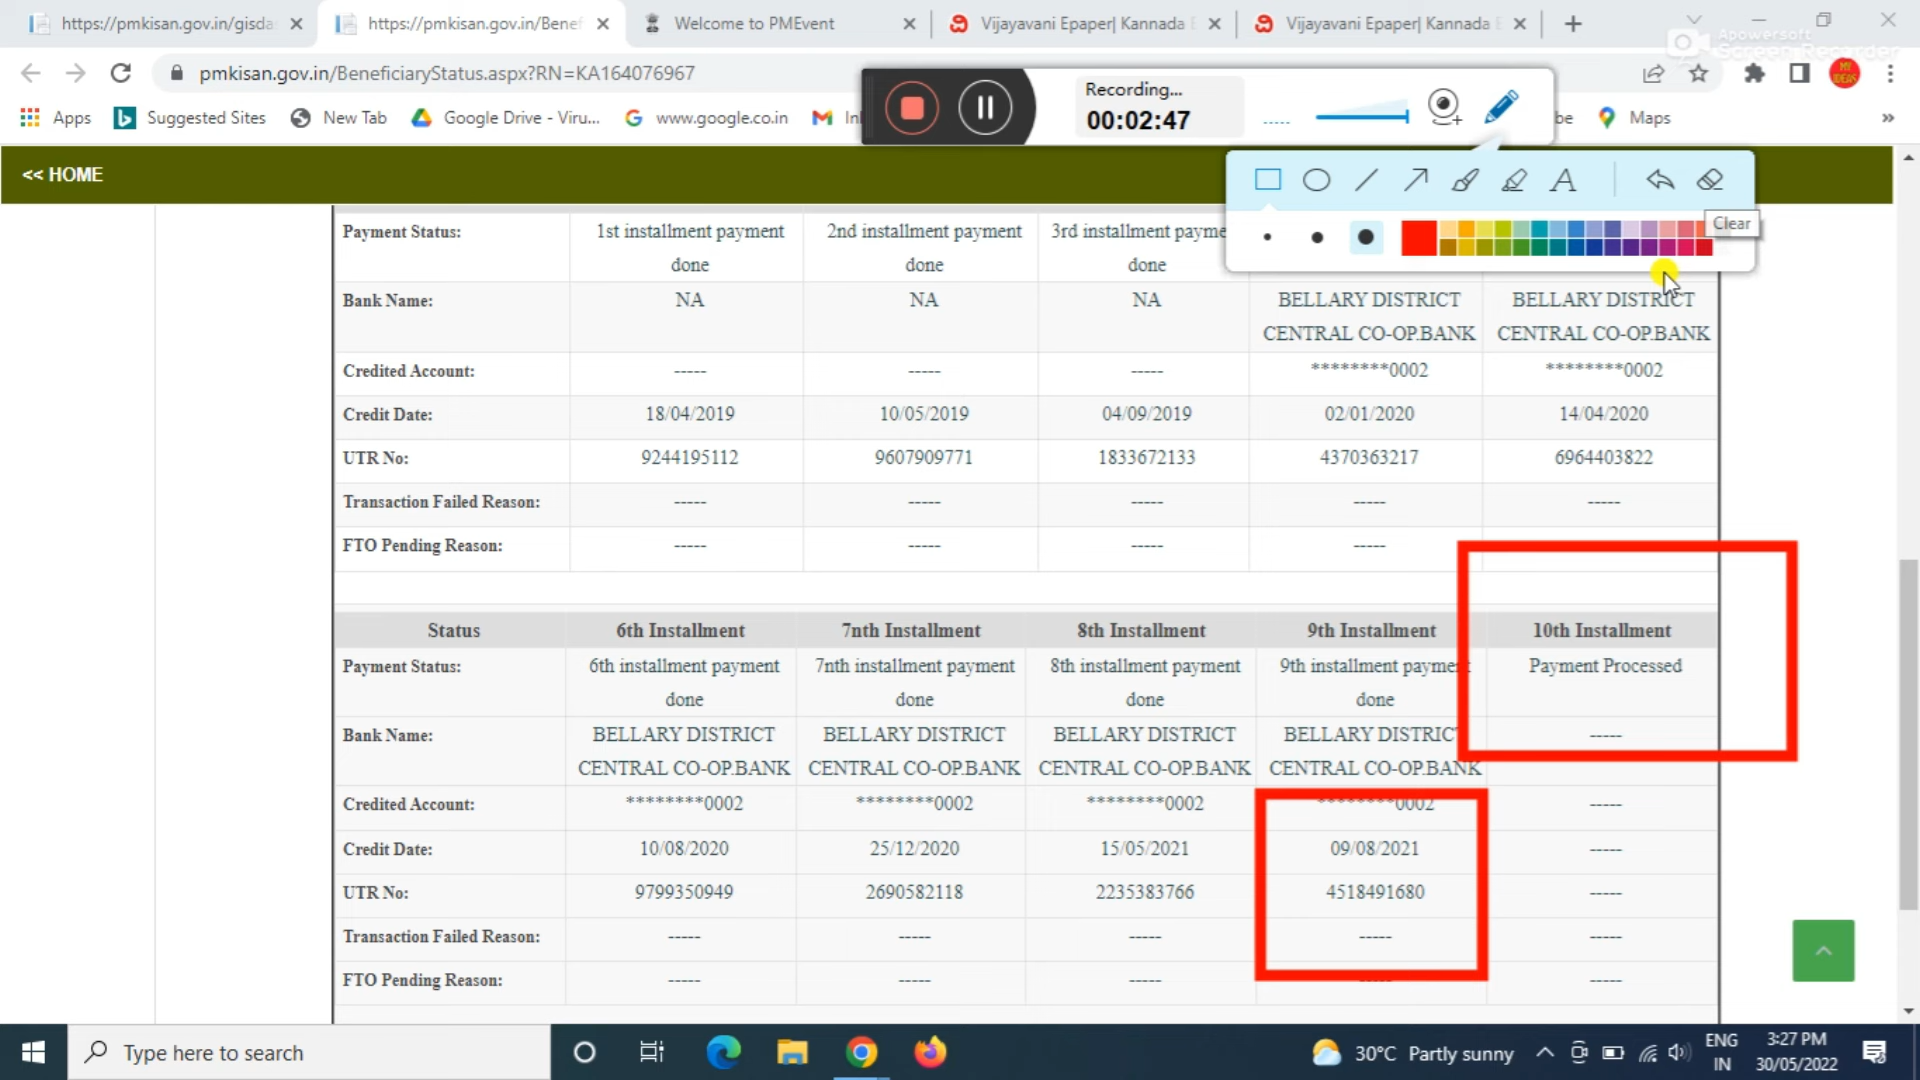 https://pmkisan.gov.in/gisda
https://pmkisan.gov.in/Benef
Welcome to PMEvent
Vijayavani Epaper| Kannada E
Vijayavani Epaper| Kannada E
Apowersoft
Screen Recorder
pmkisan.gov.in/BeneficiaryStatus.aspx?RN=KA164076967
Recording...
00:02:47
Apps
Suggested Sites
New Tab
Google Drive - Viru...
www.google.co.in
be
Maps
»
<< HOME
A
Clear
Payment Status: 1st installment payment done 2nd installment payment done 3rd installment payme done
Bank Name: NA NA NA BELLARY DISTRICT CENTRAL CO-OP.BANK BELLARY DISTRICT CENTRAL CO-OP.BANK
Credited Account: ----- ----- ----- ********0002 ********0002
Credit Date: 18/04/2019 10/05/2019 04/09/2019 02/01/2020 14/04/2020
UTR No: 9244195112 9607909771 1833672133 4370363217 6964403822
Transaction Failed Reason: ----- ----- ----- ----- -----
FTO Pending Reason: ----- ----- ----- -----
Status 6th Installment 7nth Installment 8th Installment 9th Installment 10th Installment
Payment Status: 6th installment payment done 7nth installment payment done 8th installment payment done 9th installment payment done Payment Processed
Bank Name: BELLARY DISTRICT CENTRAL CO-OP.BANK BELLARY DISTRICT CENTRAL CO-OP.BANK BELLARY DISTRICT CENTRAL CO-OP.BANK BELLARY DISTRICT CENTRAL CO-OP.BANK -----
Credited Account: ********0002 ********0002 ********0002 ********0002 -----
Credit Date: 10/08/2020 25/12/2020 15/05/2021 09/08/2021 -----
UTR No: 9799350949 2690582118 2235383766 4518491680 -----
Transaction Failed Reason: ----- ----- ----- ----- -----
FTO Pending Reason: ----- ----- ----- ----- -----
Type here to search
30°C Partly sunny
ENG
IN
3:27 PM
30/05/2022